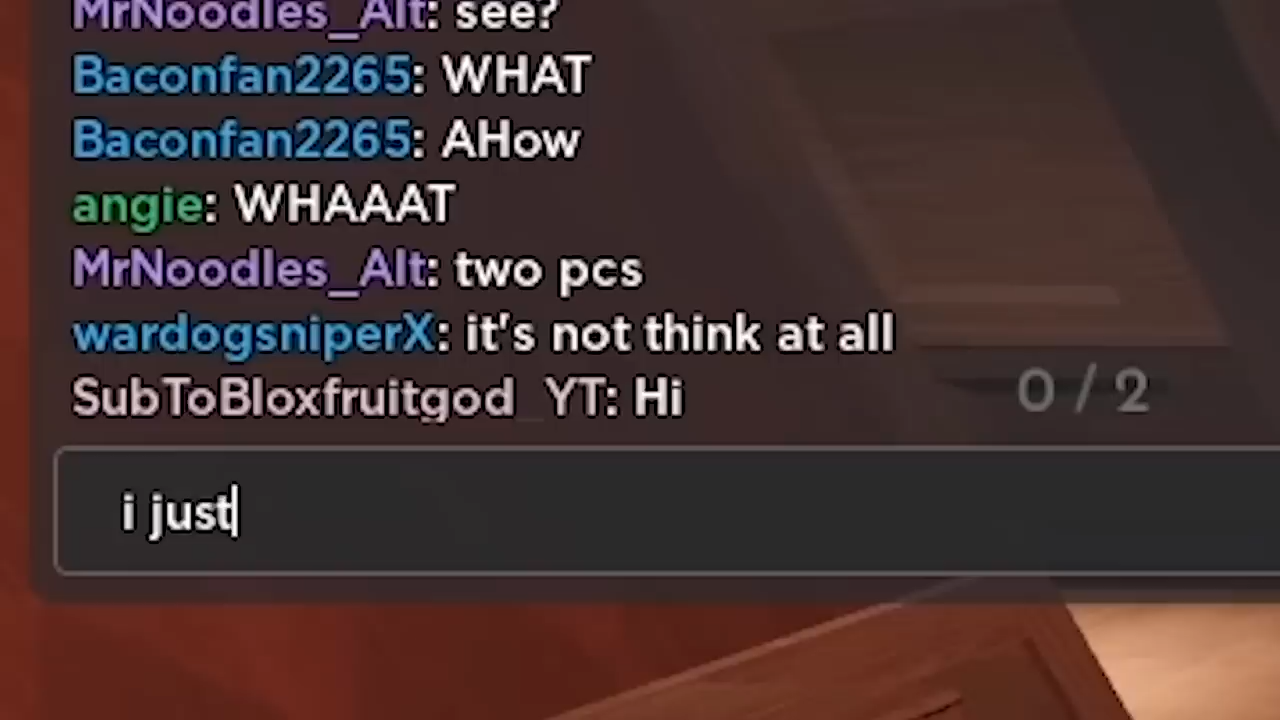 MrNoodles_Alt: see?
Baconfan2265: WHAT
Baconfan2265: AHow
angie: WHAAAT
MrNoodles_Alt: two pcs
wardogsniperX: it's not think at all
SubToBloxfruitgod_YT: Hi
0 / 2
i just